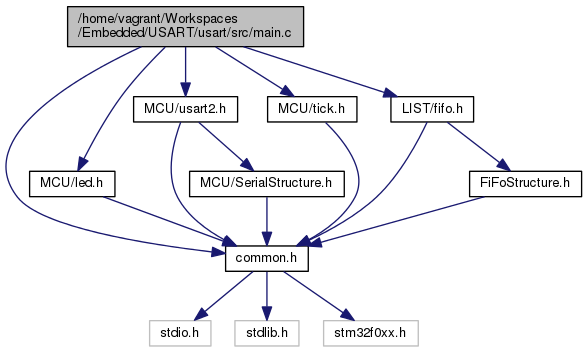 /home/vagrant/Workspaces
/Embedded/USART/usart/src/main.c
MCU/usart2.h
MCU/tick.h
LIST/fifo.h
MCU/led.h
MCU/SerialStructure.h
FiFoStructure.h
common.h
stdio.h
stdlib.h
stm32f0xx.h